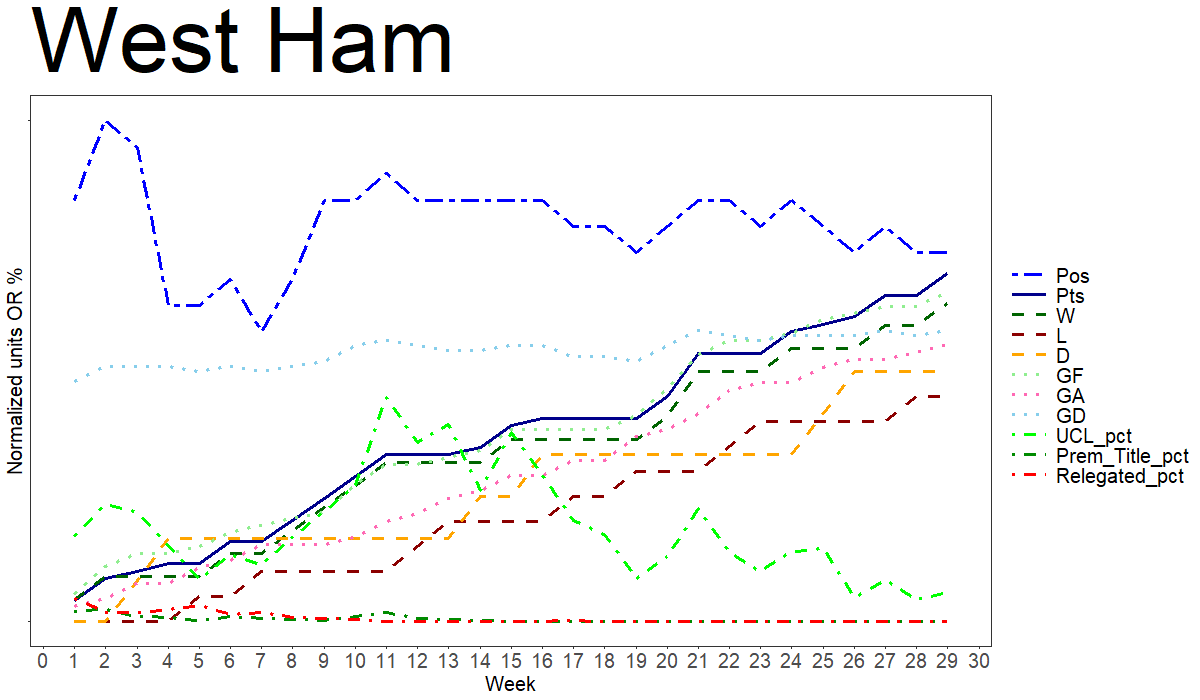 West Ham
Normalized units OR %
Pos
Pts
W
L
D
GF
GA
GD
UCL_pct
Prem_Title_pct
Relegated_pct
0 1 2 3 4 5 6 7 8 9 10 11 12 13 14 15 16 17 18 19 20 21 22 23 24 25 26 27 28 29 30
Week